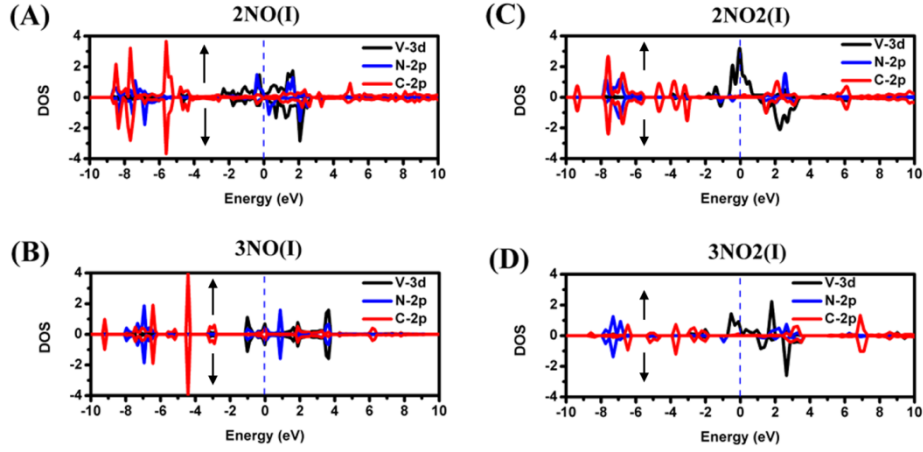 (A)
2NO(I)
V-3d
N-2p
C-2p
DOS
4
2
0
-2
-4
-10 -8 -6 -4 -2 0 2 4 6 8 10
Energy (eV)
(C)
2NO2(I)
V-3d
N-2p
C-2p
DOS
4
2
0
-2
-4
-10 -8 -6 -4 -2 0 2 4 6 8 10
Energy (eV)
(B)
3NO(I)
V-3d
N-2p
C-2p
DOS
4
2
0
-2
-4
-10 -8 -6 -4 -2 0 2 4 6 8 10
Energy (eV)
(D)
3NO2(I)
V-3d
N-2p
C-2p
DOS
4
2
0
-2
-4
-10 -8 -6 -4 -2 0 2 4 6 8 10
Energy (eV)